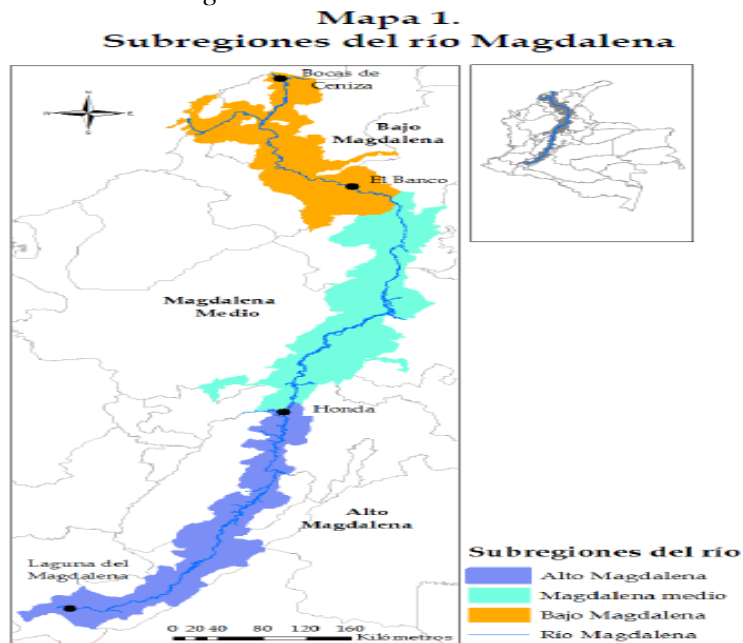 Mapa 1.
Subregiones del río Magdalena
Bocas de
Ceniza
Bajo
Magdalena
El Banco
Magdalena
Medio
Honda
Alto
Magdalena
Laguna del
Magdalena
N
W
E
S
0 20 40 80 120 160
Kilómetros
Subregiones del río
Alto Magdalena
Magdalena medio
Bajo Magdalena
Río Magdalena